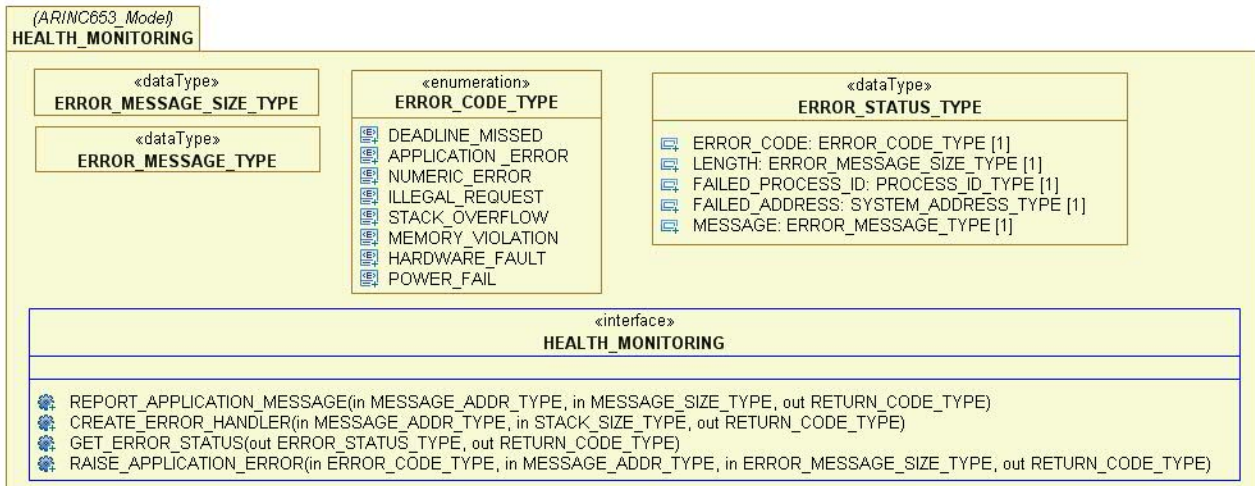 (ARINC653_Model)
HEALTH_MONITORING
«dataType»
ERROR_MESSAGE_SIZE_TYPE
«dataType»
ERROR_MESSAGE_TYPE
«enumeration»
ERROR_CODE_TYPE
DEADLINE_MISSED
APPLICATION _ERROR
NUMERIC_ERROR
ILLEGAL_REQUEST
STACK_OVERFLOW
MEMORY_VIOLATION
HARDWARE_FAULT
POWER_FAIL
«dataType»
ERROR_STATUS_TYPE
ERROR_CODE: ERROR_CODE_TYPE [1]
LENGTH: ERROR_MESSAGE_SIZE_TYPE [1]
FAILED_PROCESS_ID: PROCESS_ID_TYPE [1]
FAILED_ADDRESS: SYSTEM_ADDRESS_TYPE [1]
MESSAGE: ERROR_MESSAGE_TYPE [1]
«interface»
HEALTH_MONITORING
REPORT_APPLICATION_MESSAGE(in MESSAGE_ADDR_TYPE, in MESSAGE_SIZE_TYPE, out RETURN_CODE_TYPE)
CREATE_ERROR_HANDLER(in MESSAGE_ADDR_TYPE, in STACK_SIZE_TYPE, out RETURN_CODE_TYPE)
GET_ERROR_STATUS(out ERROR_STATUS_TYPE, out RETURN_CODE_TYPE)
RAISE_APPLICATION_ERROR(in ERROR_CODE_TYPE, in MESSAGE_ADDR_TYPE, in ERROR_MESSAGE_SIZE_TYPE, out RETURN_CODE_TYPE)